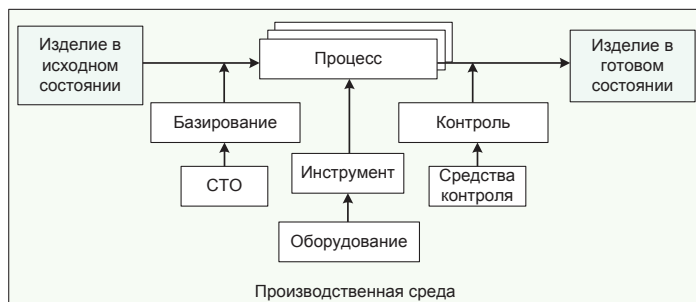 Изделие в
исходном
состоянии
Процесс
Изделие в
готовом
состоянии
Базирование
Контроль
СТО
Инструмент
Средства
контроля
Оборудование
Производственная среда